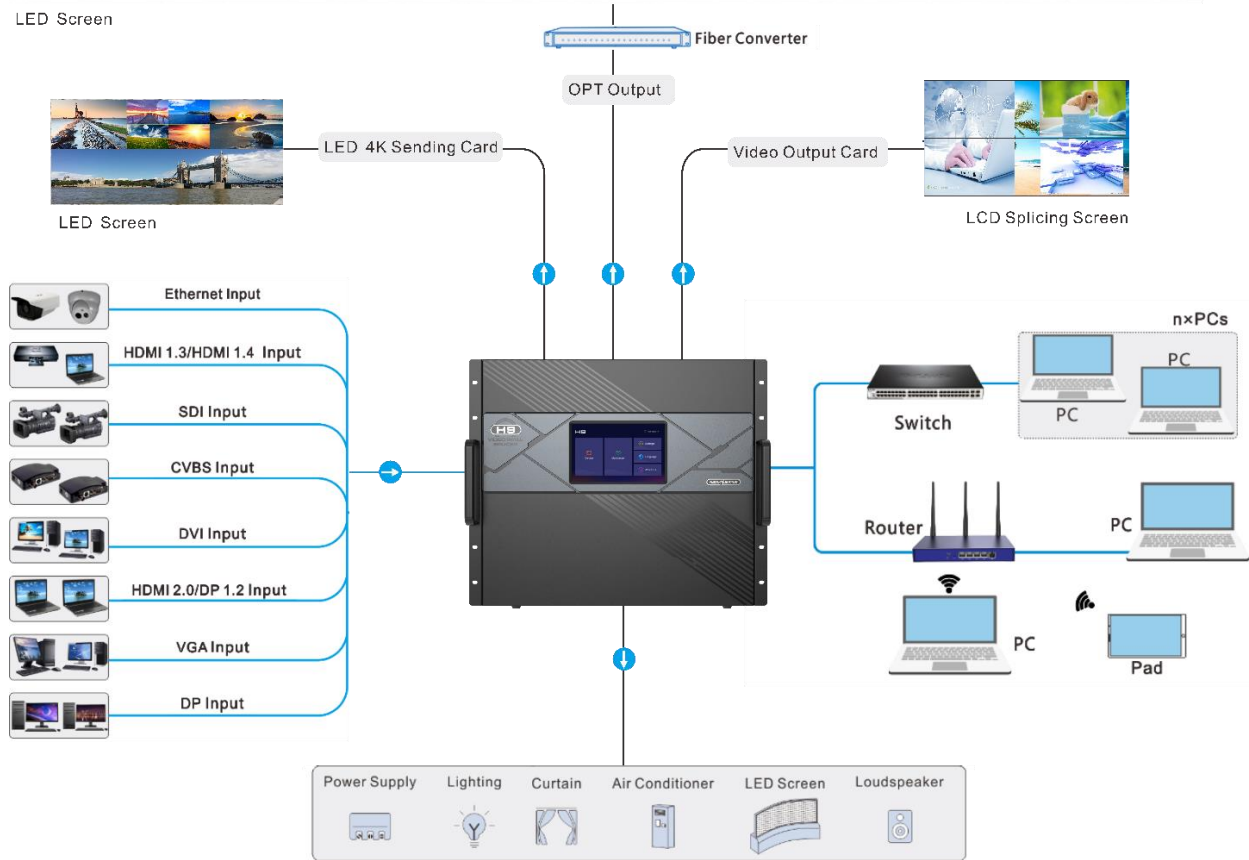 LED Screen
Fiber Converter
OPT Output
LED 4K Sending Card
Video Output Card
LED Screen
LCD Splicing Screen
Ethernet Input
HDMI 1.3/HDMI 1.4 Input
SDI Input
CVBS Input
DVI Input
HDMI 2.0/DP 1.2 Input
VGA Input
DP Input
n×PCs
PC
PC
Switch
Router
PC
PC
Pad
Power Supply
Lighting
Curtain
Air Conditioner
LED Screen
Loudspeaker